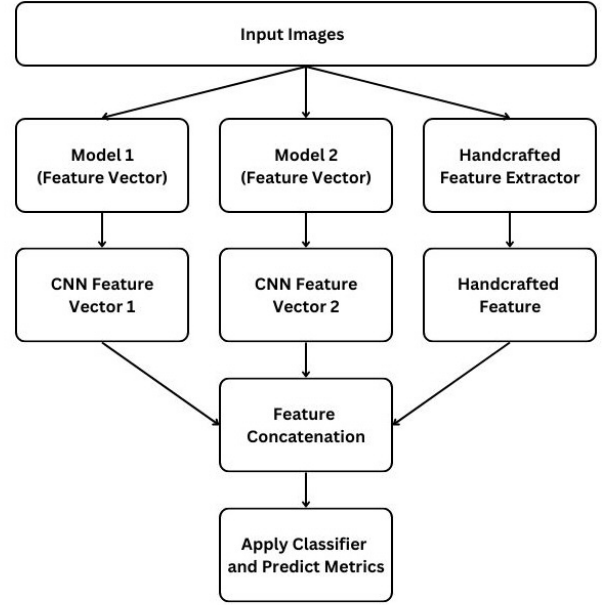 Input Images
Model 1
(Feature Vector)
Model 2
(Feature Vector)
Handcrafted
Feature Extractor
CNN Feature
Vector 1
CNN Feature
Vector 2
Handcrafted
Feature
Feature
Concatenation
Apply Classifier
and Predict Metrics